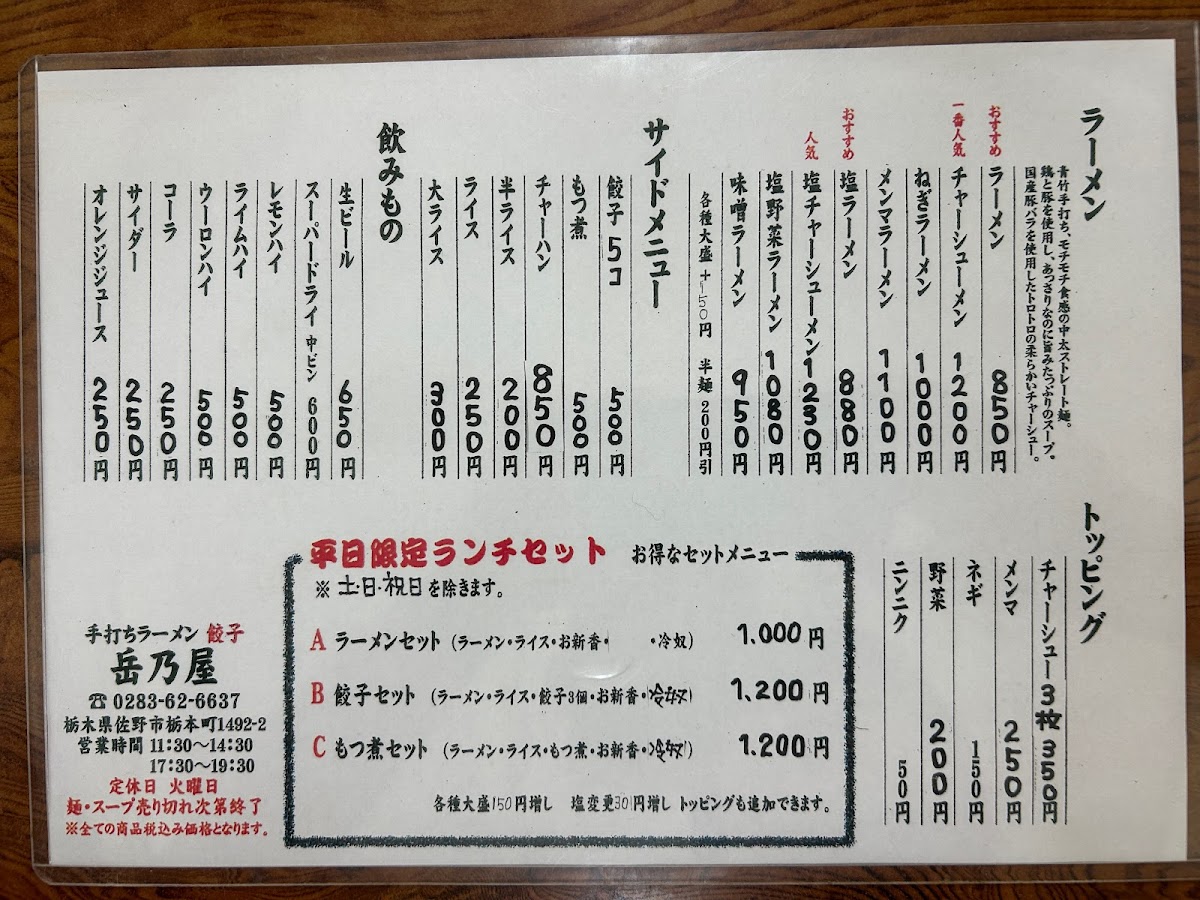 ラーメン
青竹手打ち、モチモチ食感の中太ストレート麺。
鶏と豚を使用し、あっさりなのに旨みたっぷりのスープ。
国産豚バラを使用したトロトロの柔らかいチャーシュー。
おすすめ
ラーメン 850円
一番人気
チャーシューメン 1200円
ねぎラーメン 1000円
メンマラーメン 1100円
おすすめ
塩ラーメン 880円
人気
塩チャーシューメン 1230円
塩野菜ラーメン 1080円
味噌ラーメン 950円
各種大盛 +150円 半麺 200円引
サイドメニュー
餃子 5コ 500円
もつ煮 500円
チャーハン 850円
半ライス 200円
ライス 250円
大ライス 300円
飲みもの
生ビール 650円
スーパードライ 中ビン 600円
レモンハイ 500円
ライムハイ 500円
ウーロンハイ 500円
コーラ 250円
サイダー 250円
オレンジジュース 250円
トッピング
チャーシュー 3枚 350円
メンマ 250円
ネギ 150円
野菜 200円
ニンニク 50円
平日限定ランチセット お得なセットメニュー
※ 土・日・祝日を除きます。
A ラーメンセット (ラーメン・ライス・お新香・ ・冷奴) 1.000円
B 餃子セット (ラーメン・ライス・餃子3個・お新香・冷奴) 1.200円
C もつ煮セット (ラーメン・ライス・もつ煮・お新香・冷奴) 1.200円
各種大盛150円増し 塩変更30円増し トッピングも追加できます。
手打ちラーメン 餃子
岳乃屋
☎0283-62-6637
栃木県佐野市栃本町1492-2
営業時間 11:30〜14:30
17:30〜19:30
定休日 火曜日
麺・スープ売り切れ次第終了
※全ての商品税込み価格となります。